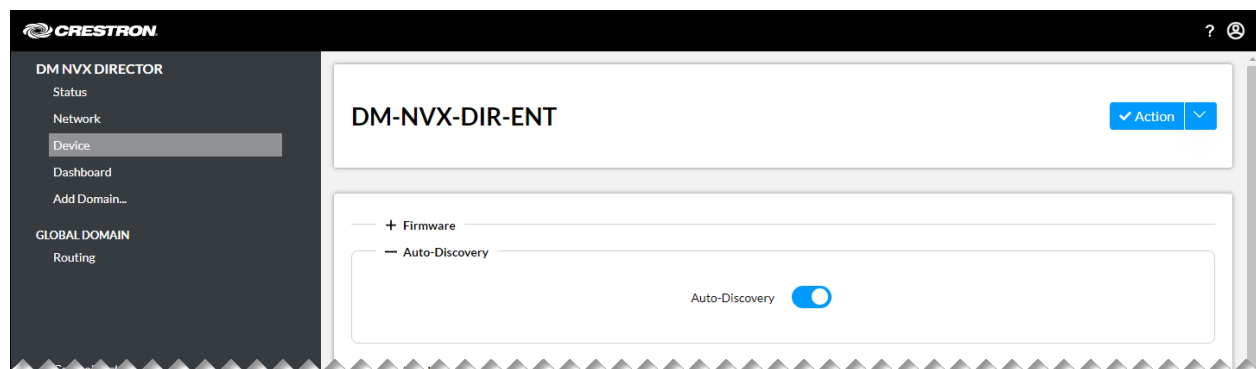 CRESTRON
?
DM NVX DIRECTOR
Status
Network
Device
Dashboard
Add Domain...
GLOBAL DOMAIN
Routing
DM-NVX-DIR-ENT
Action
Firmware
Auto-Discovery
Auto-Discovery